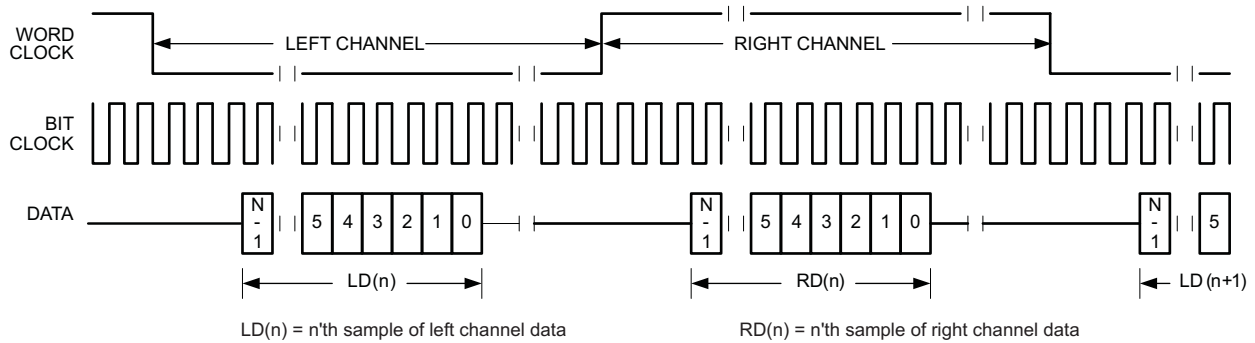 WORD
CLOCK
LEFT CHANNEL
RIGHT CHANNEL
BIT
CLOCK
DATA
N
-
1
5 4 3 2 1 0
N
-
1
5 4 3 2 1 0
N
-
1
5
LD(n)
RD(n)
LD (n+1)
LD(n) = n'th sample of left channel data
RD(n) = n'th sample of right channel data